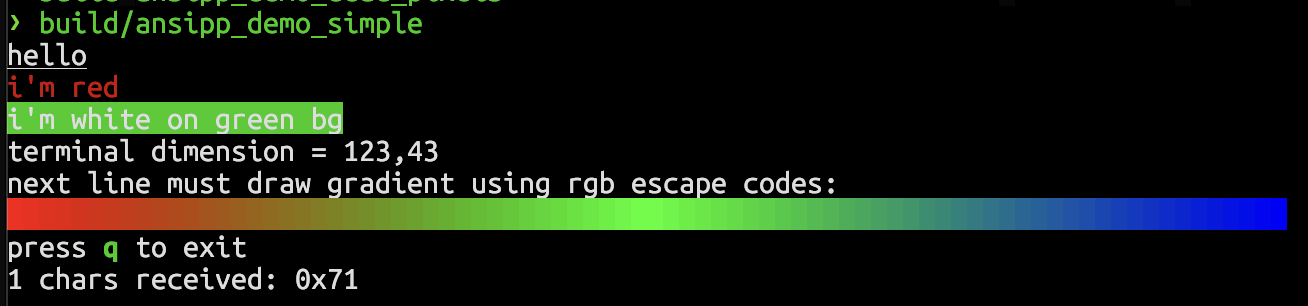 ❯ build/ansipp_demo_simple
hello
i'm red
i'm white on green bg
terminal dimension = 123,43
next line must draw gradient using rgb escape codes:
press q to exit
1 chars received: 0x71